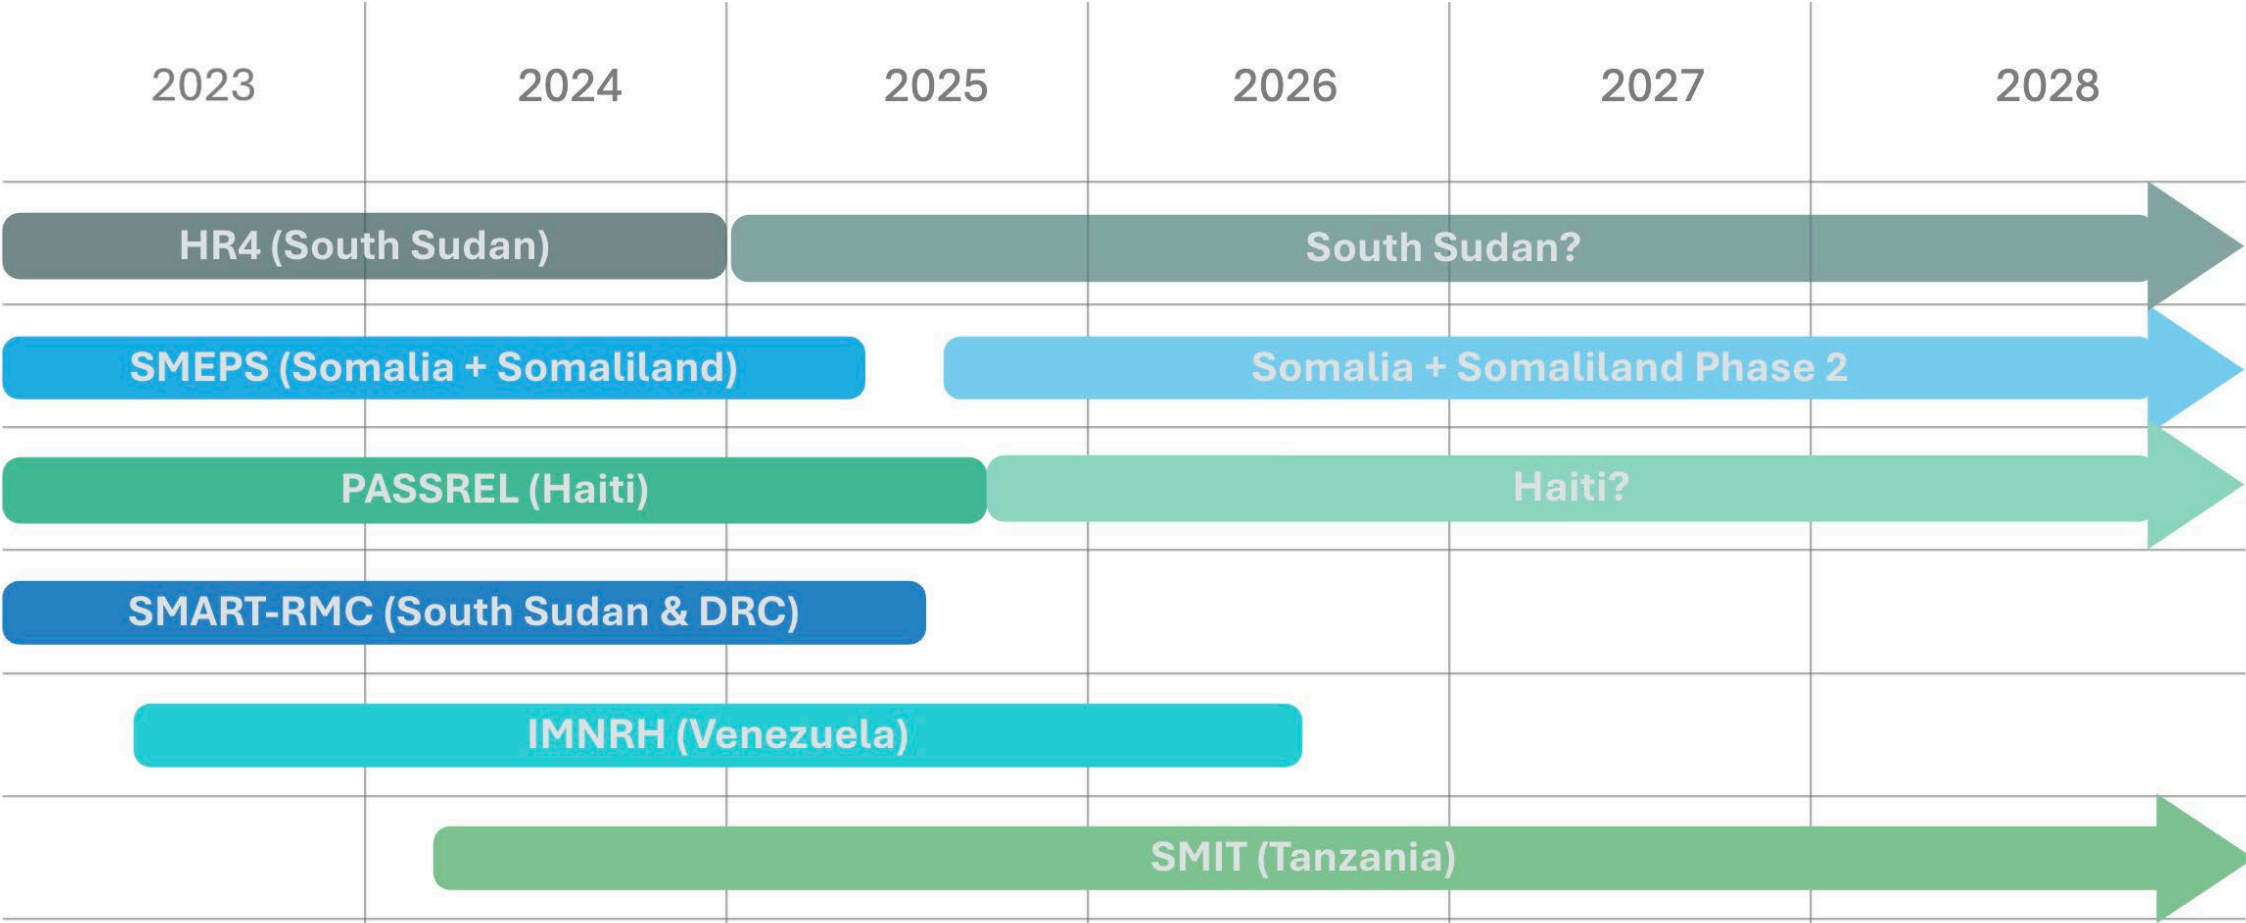 2023 2024 2025 2026 2027 2028
HR4 (South Sudan) South Sudan?
SMEPS (Somalia + Somaliland) Somalia + Somaliland Phase 2
PASSREL (Haiti) Haiti?
SMART-RMC (South Sudan & DRC)
IMNRH (Venezuela)
SMIT (Tanzania)